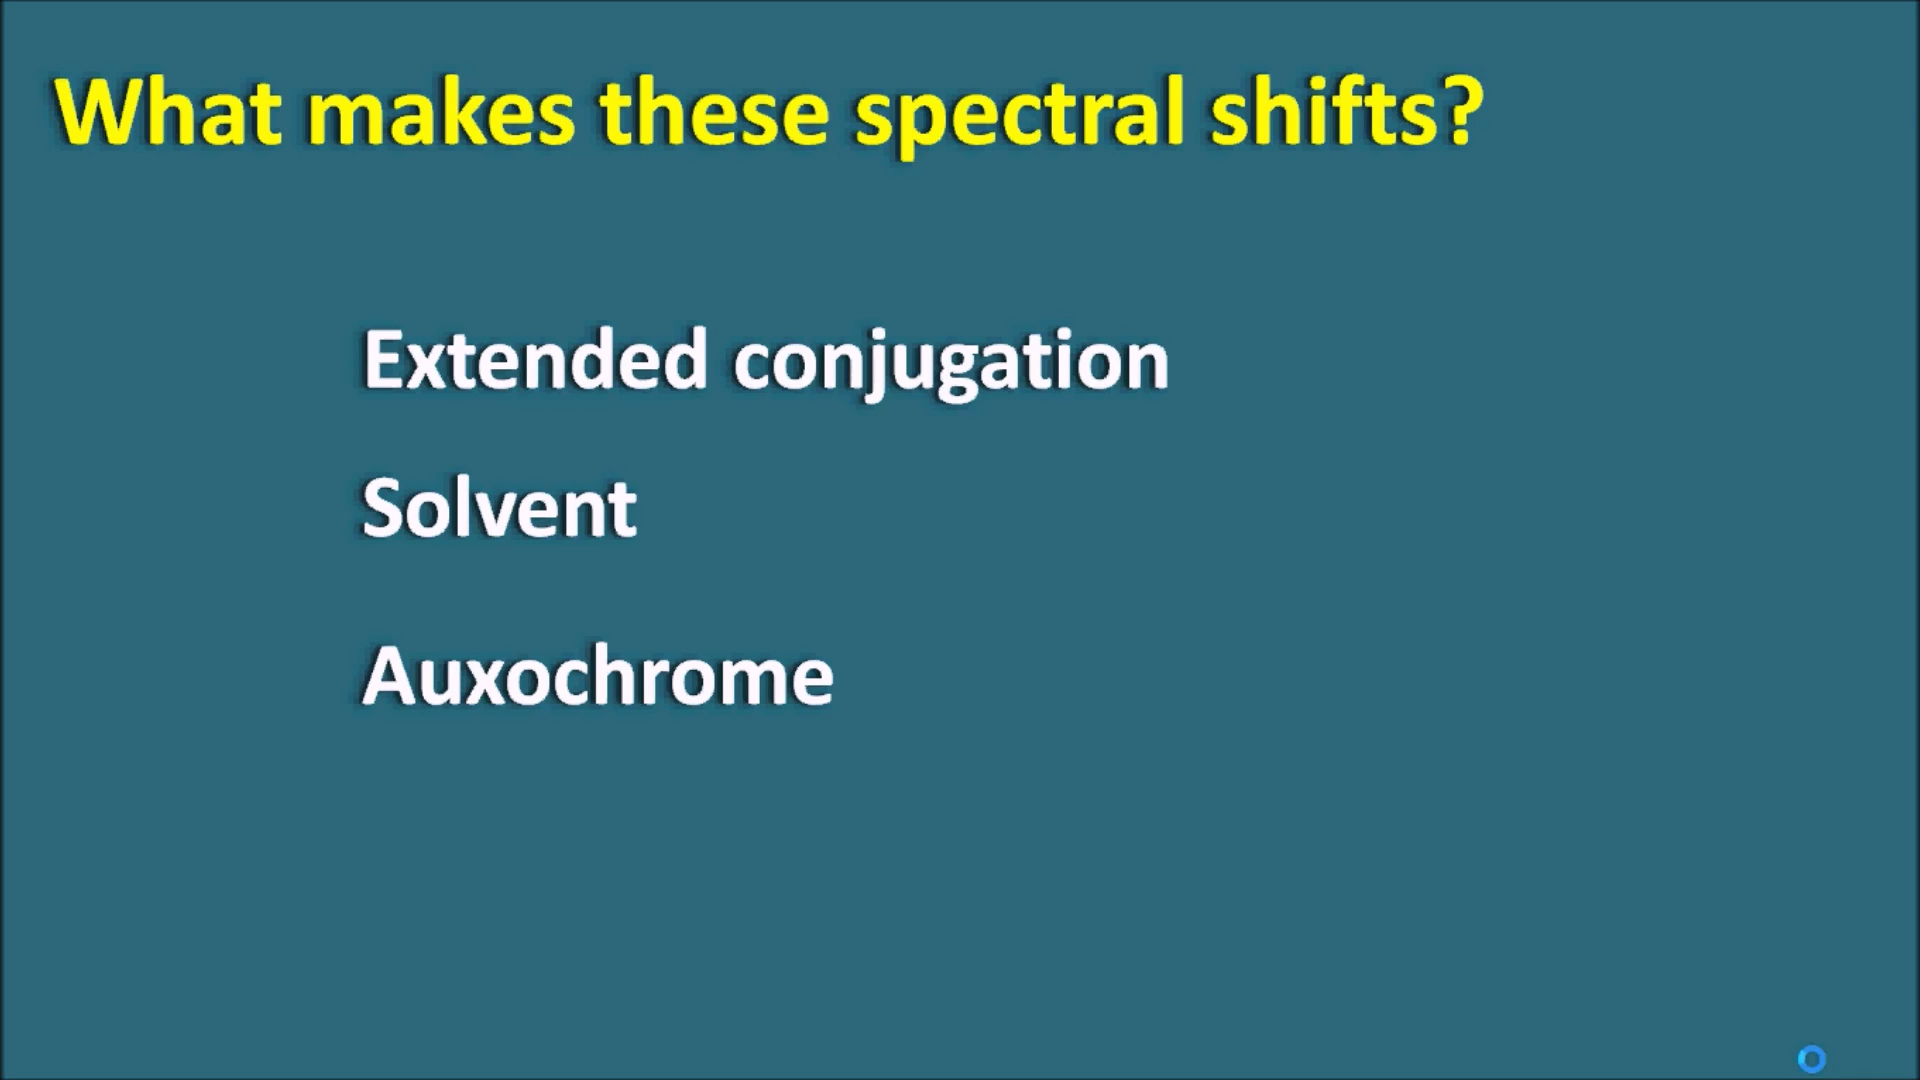 What makes these spectral shifts?
Extended conjugation
Solvent
Auxochrome